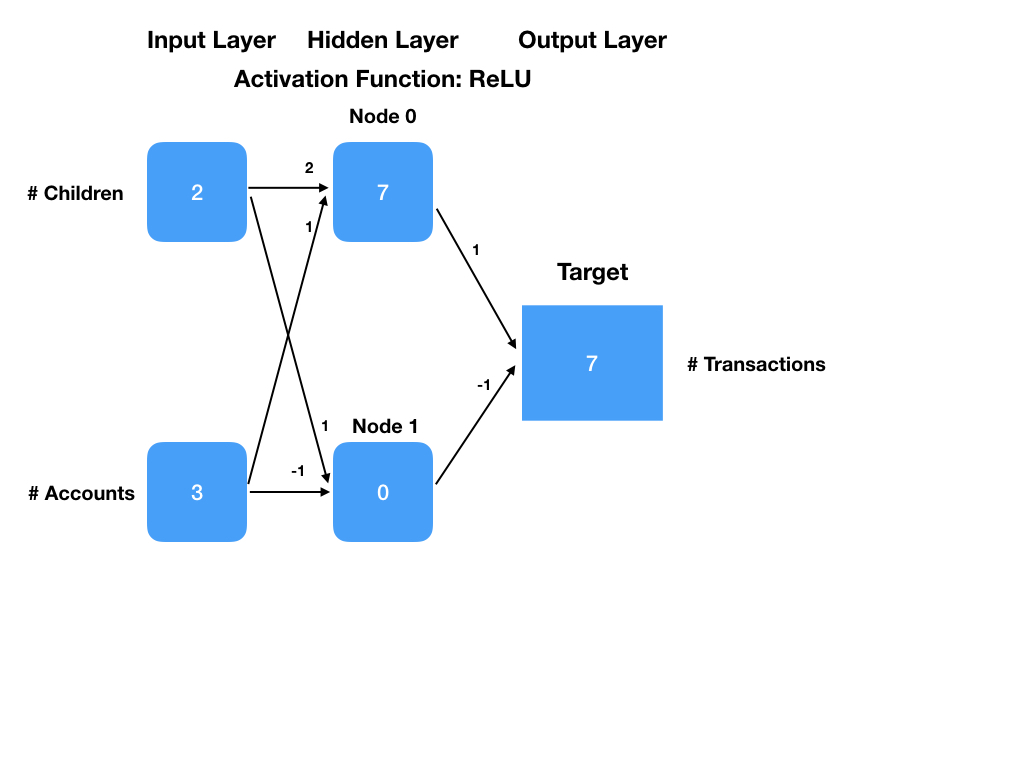 Input Layer Hidden Layer Output Layer
Activation Function: ReLU
Node 0
2
# Children 2 7
1
1
Target
7 # Transactions
-1
1 Node 1
-1
# Accounts 3 0